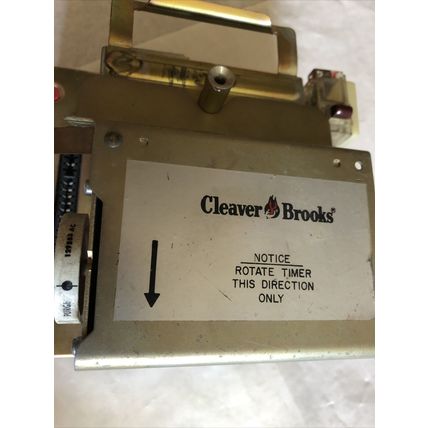 Cleaver Brooks®
NOTICE
ROTATE TIMER
THIS DIRECTION
ONLY